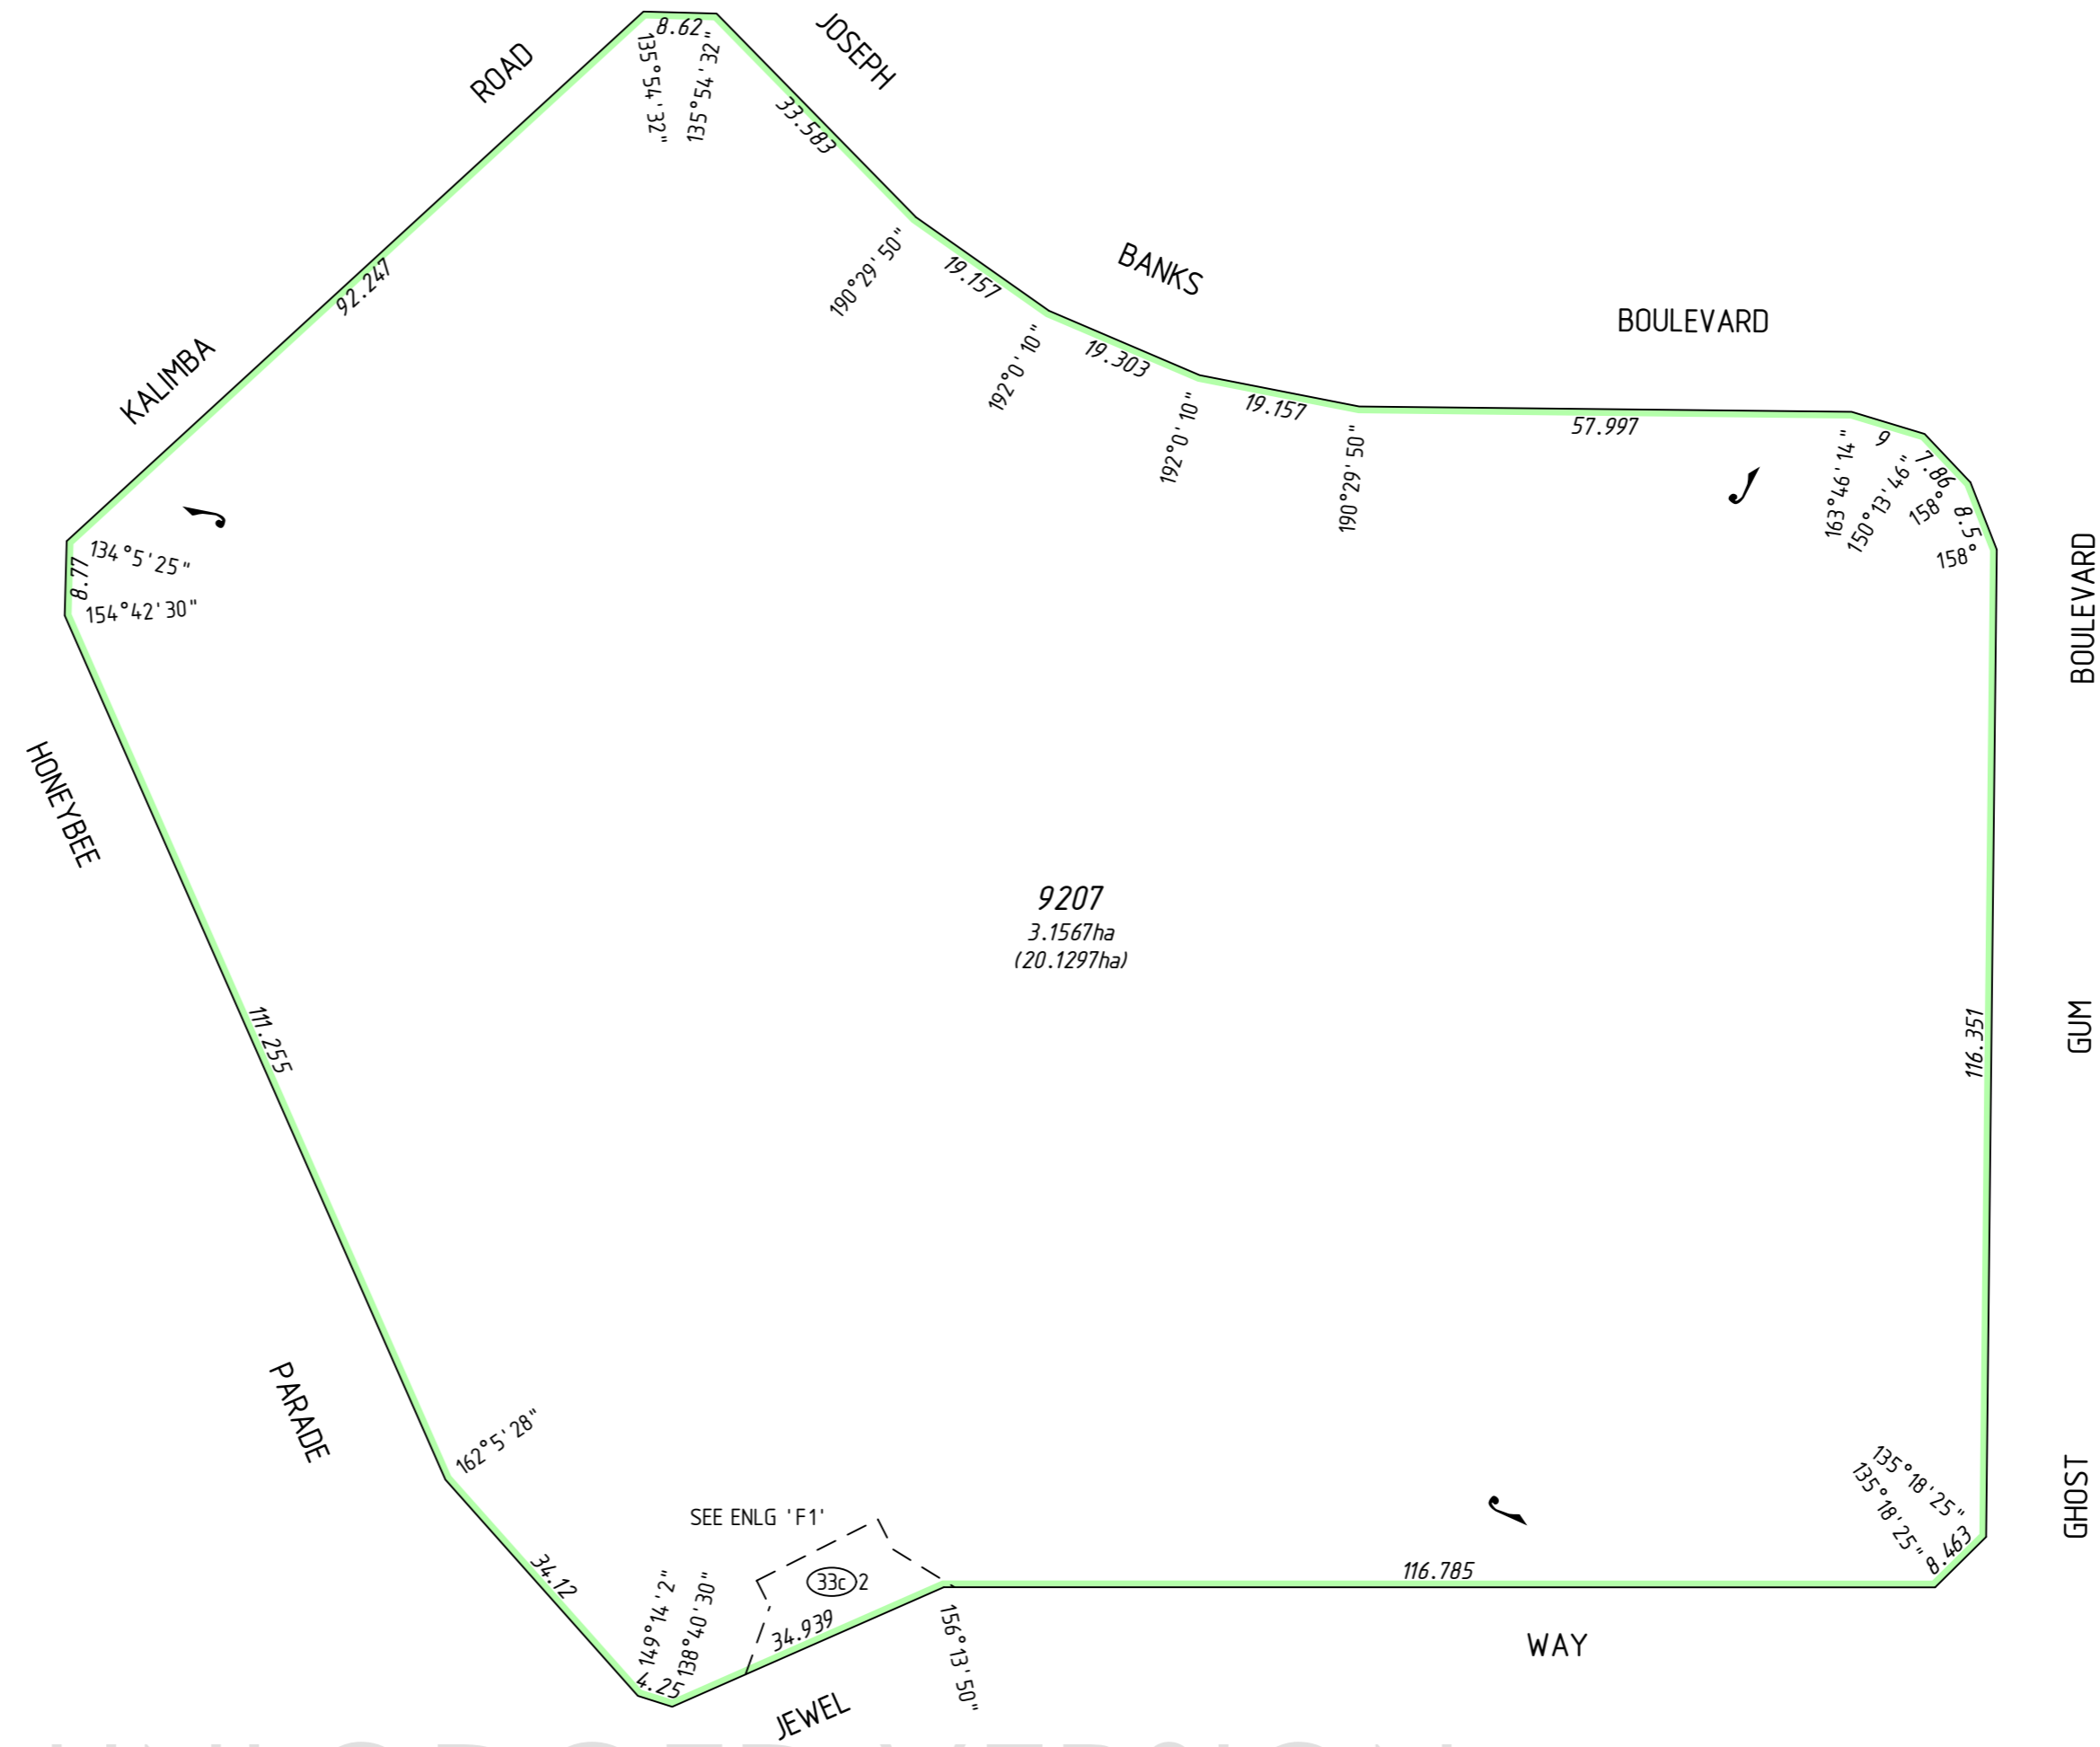 8.62
135°54'32"
135°54'32"
JOSEPH
ROAD
33.583
92.247
190°29'50"
19.157
BANKS
BOULEVARD
192°0'10"
19.303
KALIMBA
192°0'10"
19.157
190°29'50"
57.997
163°46'14"
9
150°13'46"
7.86
158°
8.5
158°
134°5'25"
8.77
154°42'30"
BOULEVARD
HONEYBEE
9207
3.1567ha
(20.1297ha)
111.255
116.351
GUM
PARADE
162°5'28"
135°18'25"
135°18'25"
8.463
GHOST
SEE ENLG 'F1'
33c 2
34.12
149°14'2"
138°40'30"
4.25
34.939
156°13'50"
116.785
WAY
JEWEL